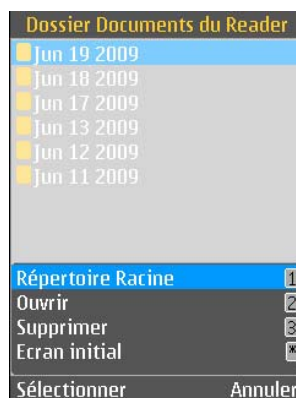 Dossier Documents du Reader
Jun 19 2009
Jun 18 2009
Jun 17 2009
Jun 13 2009
Jun 12 2009
Jun 11 2009
Répertoire Racine 1
Ouvrir 2
Supprimer 3
Ecran initial *
Sélectionner Annuler